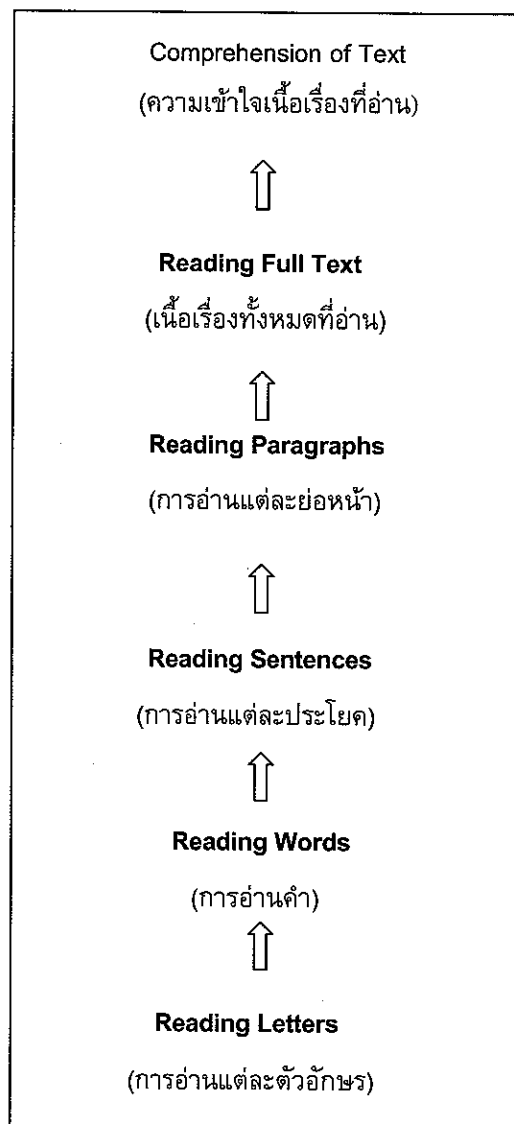 Comprehension of Text
(ความเข้าใจเนื้อเรื่องที่อ่าน)
Reading Full Text
(เนื้อเรื่องทั้งหมดที่อ่าน)
Reading Paragraphs
(การอ่านแต่ละย่อหน้า)
Reading Sentences
(การอ่านแต่ละประโยค)
Reading Words
(การอ่านคำ)
Reading Letters
(การอ่านแต่ละตัวอักษร)